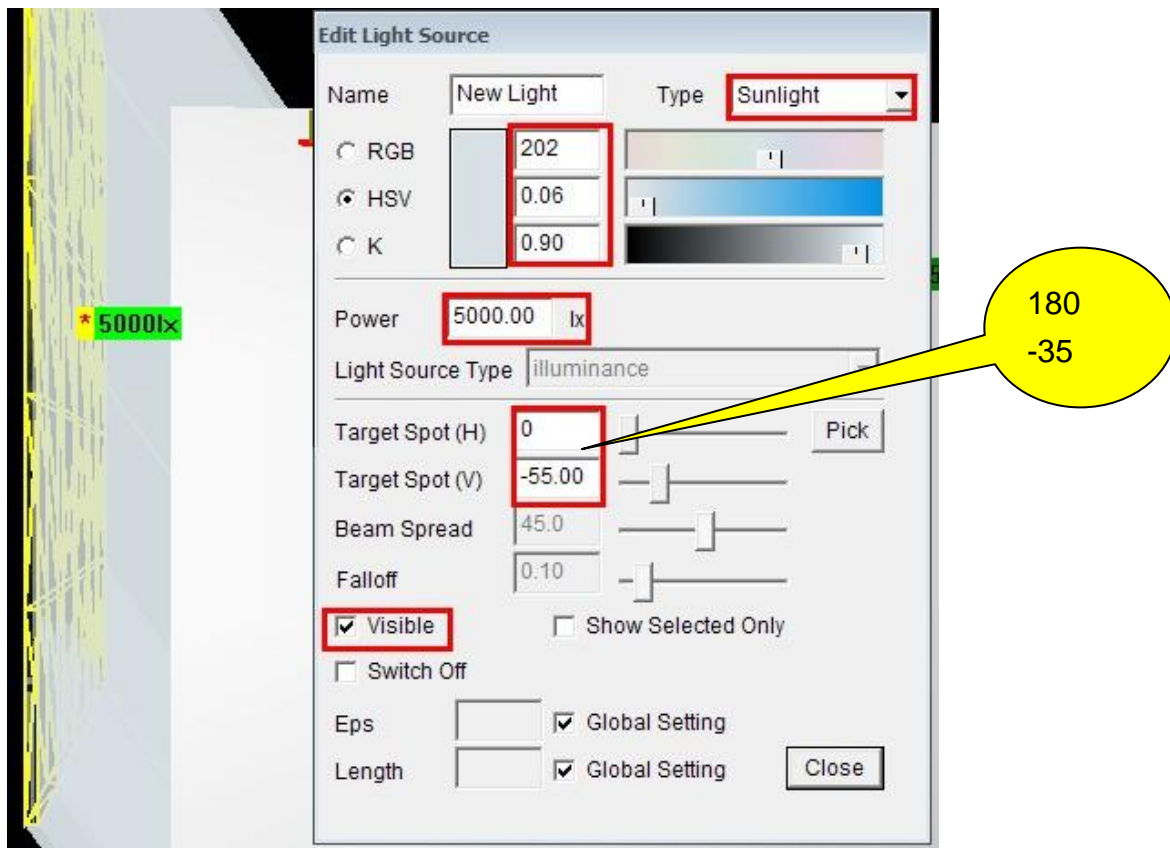 Edit Light Source
Name New Light Type Sunlight
RGB 202
HSV 0.06
K 0.90
* 5000lx
Power 5000.00 lx
Light Source Type illuminance
180
-35
Target Spot (H) 0 Pick
Target Spot (V) -55.00
Beam Spread 45.0
Falloff 0.10
Visible Show Selected Only
Switch Off
Eps Global Setting
Length Global Setting Close